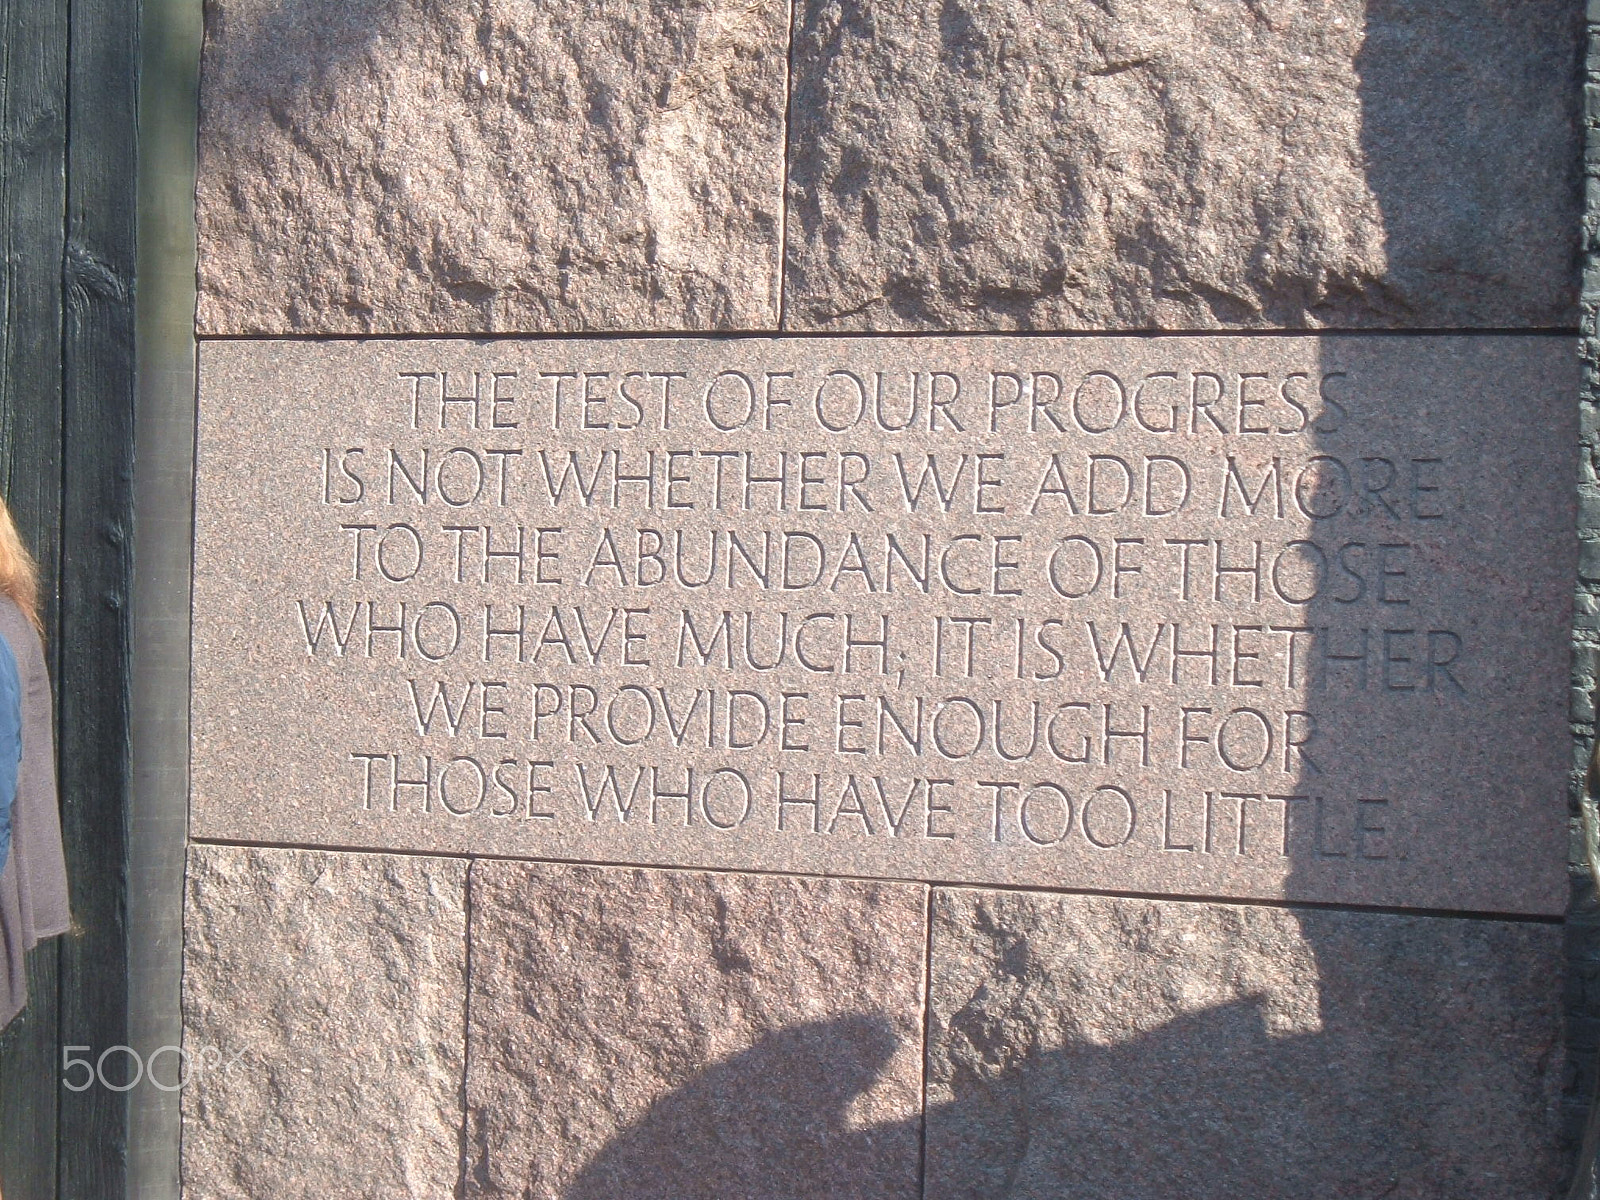 THE TEST OF OUR PROGRESS
IS NOT WHETHER WE ADD MORE
TO THE ABUNDANCE OF THOSE
WHO HAVE MUCH; IT IS WHETHER
WE PROVIDE ENOUGH FOR
THOSE WHO HAVE TOO LITTLE.
500px